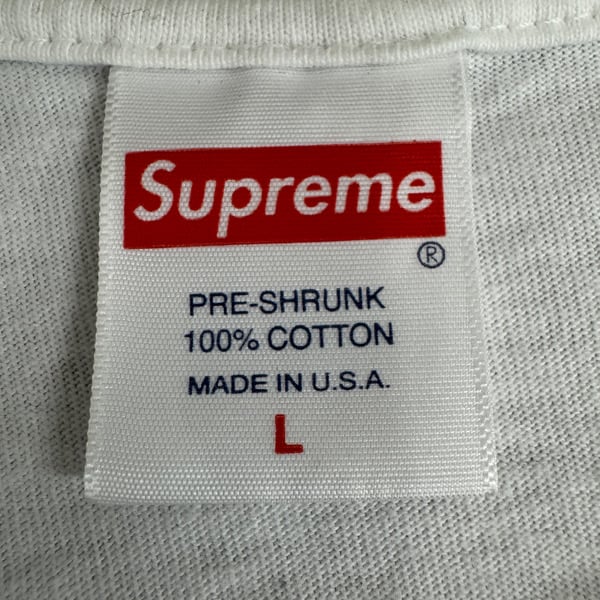 Supreme
®
PRE-SHRUNK
100% COTTON
MADE IN U.S.A.
L